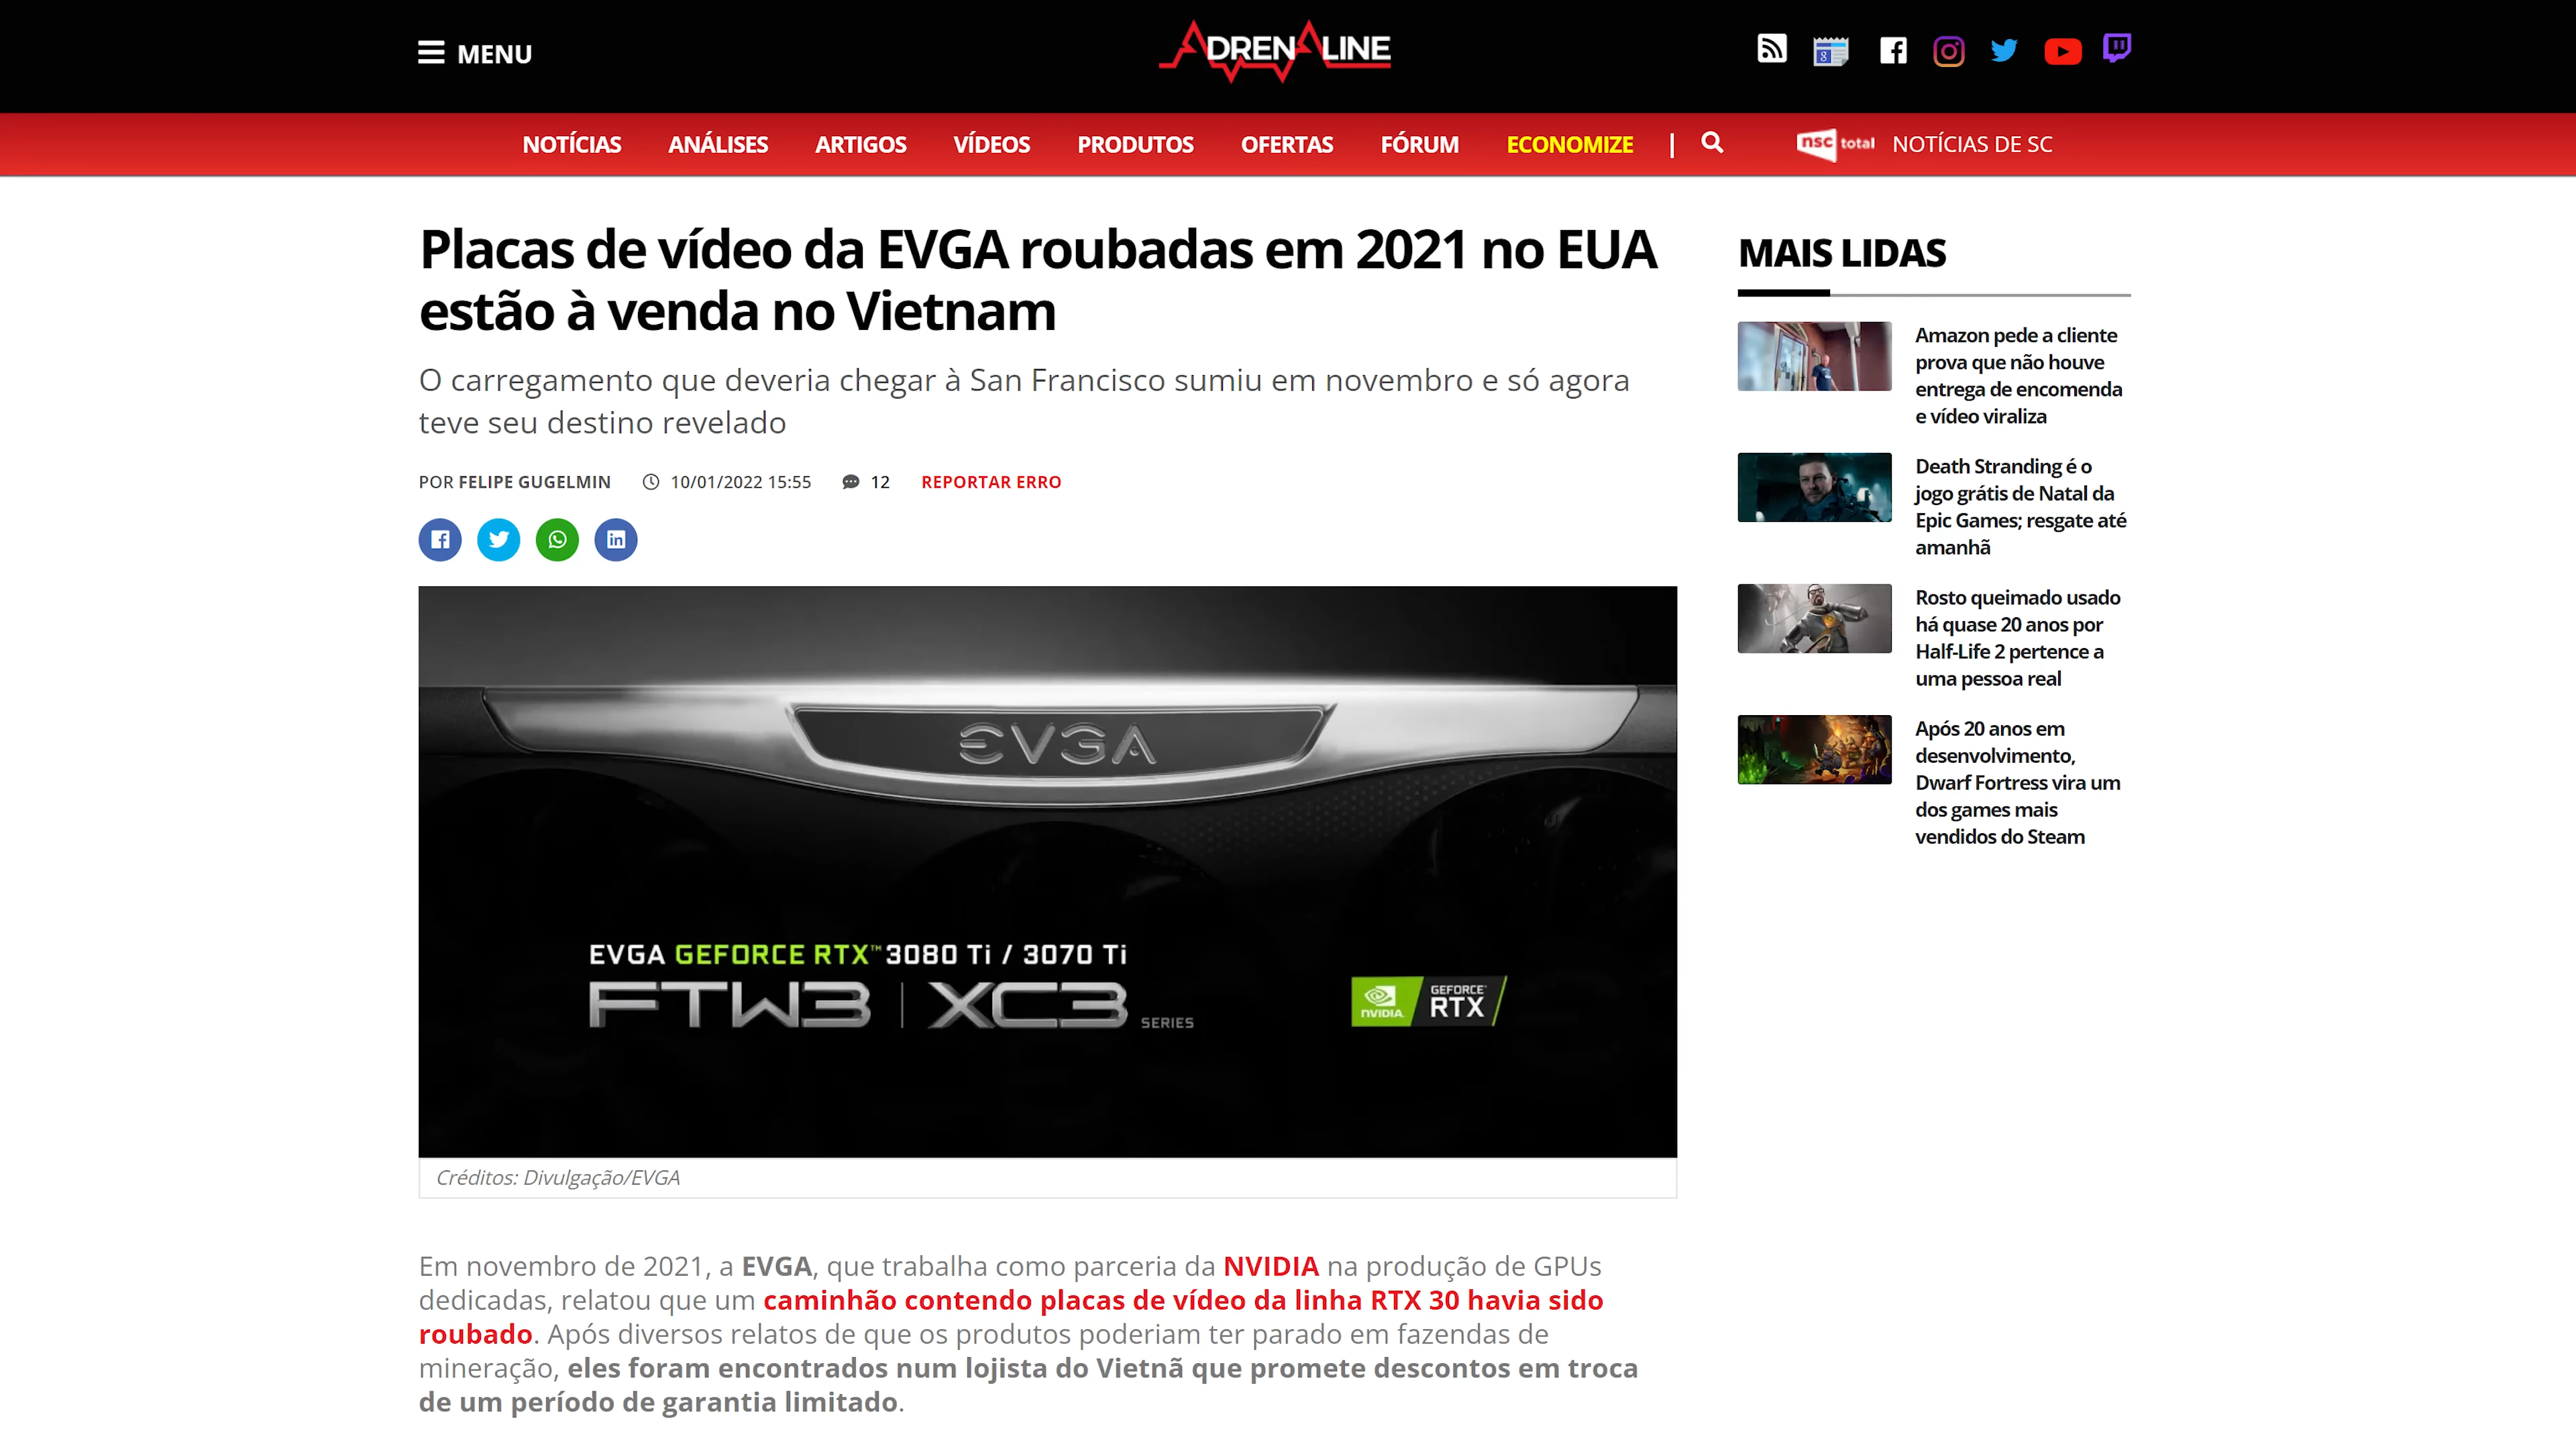 MENU
ADRENALINE
NOTÍCIAS ANÁLISES ARTIGOS VÍDEOS PRODUTOS OFERTAS FÓRUM ECONOMIZE | nsc total NOTÍCIAS DE SC
Placas de vídeo da EVGA roubadas em 2021 no EUA
estão à venda no Vietnam
O carregamento que deveria chegar à San Francisco sumiu em novembro e só agora
teve seu destino revelado
POR FELIPE GUGELMIN 10/01/2022 15:55 12 REPORTAR ERRO
EVGA
EVGA GEFORCE RTX™ 3080 Ti / 3070 Ti
FTW3 | XC3 SERIES
NVIDIA GEFORCE RTX
Créditos: Divulgação/EVGA
Em novembro de 2021, a EVGA, que trabalha como parceria da NVIDIA na produção de GPUs
dedicadas, relatou que um caminhão contendo placas de vídeo da linha RTX 30 havia sido
roubado. Após diversos relatos de que os produtos poderiam ter parado em fazendas de
mineração, eles foram encontrados num lojista do Vietnã que promete descontos em troca
de um período de garantia limitado.
MAIS LIDAS
Amazon pede a cliente
prova que não houve
entrega de encomenda
e vídeo viraliza
Death Stranding é o
jogo grátis de Natal da
Epic Games; resgate até
amanhã
Rosto queimado usado
há quase 20 anos por
Half-Life 2 pertence a
uma pessoa real
Após 20 anos em
desenvolvimento,
Dwarf Fortress vira um
dos games mais
vendidos do Steam